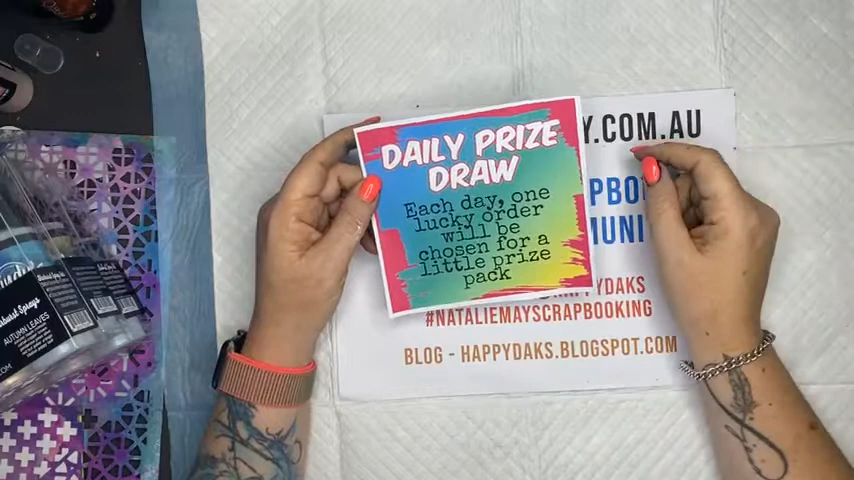 DAILY PRIZE
DRAW
Each day, one
lucky order
will be
chosen for a
little prize
pack
Y.COM.AU
PBO
MUNI
PYDAKS
#NATALIEMAYSCRAPBOOKING
BLOG - HAPPYDAKS.BLOGSPOT.COM
Sprays
AUTUMN LEAVES